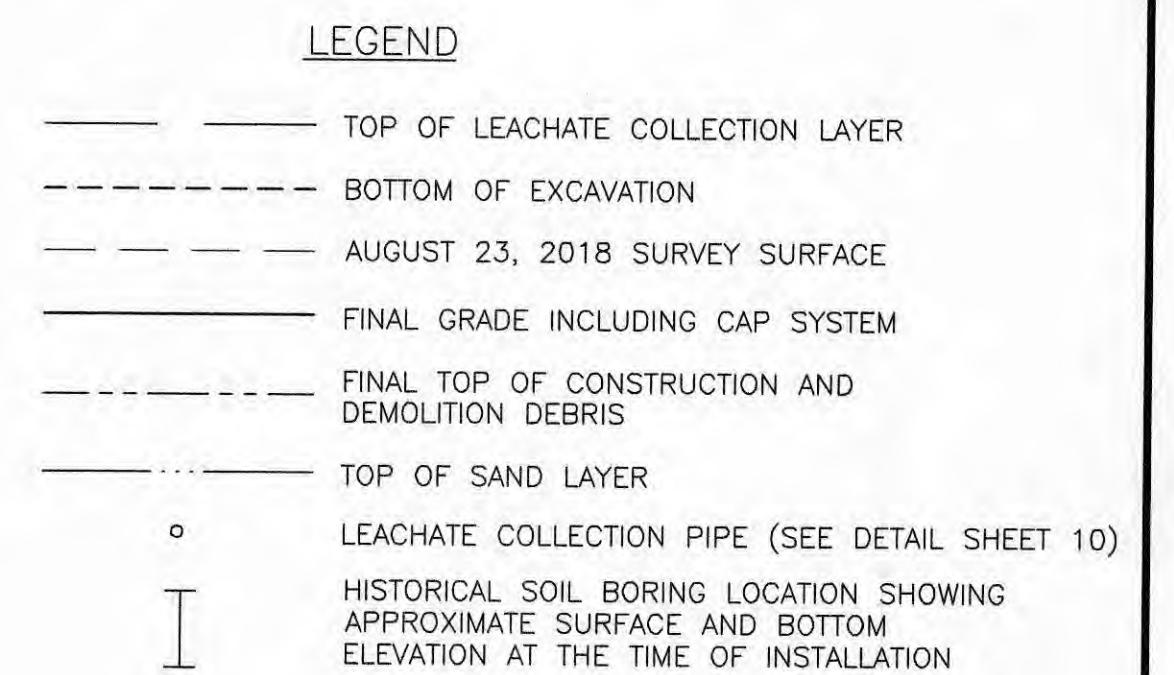 LEGEND
TOP OF LEACHATE COLLECTION LAYER
BOTTOM OF EXCAVATION
AUGUST 23, 2018 SURVEY SURFACE
FINAL GRADE INCLUDING CAP SYSTEM
FINAL TOP OF CONSTRUCTION AND
DEMOLITION DEBRIS
TOP OF SAND LAYER
LEACHATE COLLECTION PIPE (SEE DETAIL SHEET 10)
HISTORICAL SOIL BORING LOCATION SHOWING
APPROXIMATE SURFACE AND BOTTOM
ELEVATION AT THE TIME OF INSTALLATION